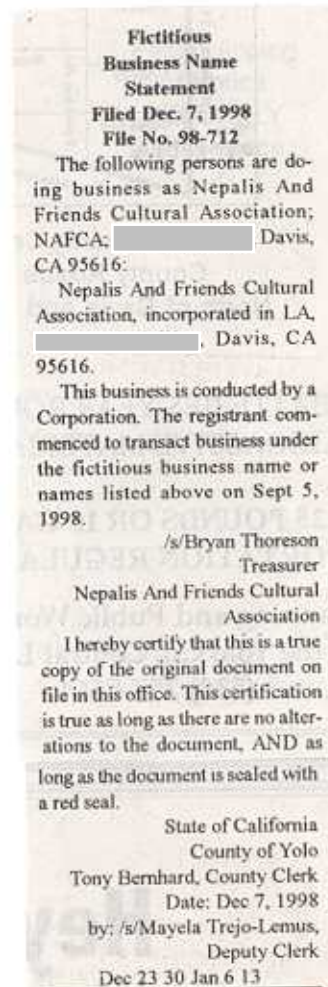 Fictitious
Business Name
Statement
Filed Dec. 7, 1998
File No. 98-712
The following persons are do-
ing business as Nepalis And
Friends Cultural Association;
NAFCA; Davis,
CA 95616:
Nepalis And Friends Cultural
Association, incorporated in LA,
, Davis, CA
95616.
This business is conducted by a
Corporation. The registrant com-
menced to transact business under
the fictitious business name or
names listed above on Sept 5,
1998.
/s/Bryan Thoreson
Treasurer
Nepalis And Friends Cultural
Association
I hereby certify that this is a true
copy of the original document on
file in this office. This certification
is true as long as there are no alter-
ations to the document, AND as
long as the document is sealed with
a red seal.
State of California
County of Yolo
Tony Bernhard, County Clerk
Date: Dec 7, 1998
by: /s/Mayela Trejo-Lemus,
Deputy Clerk
Dec 23 30 Jan 6 13